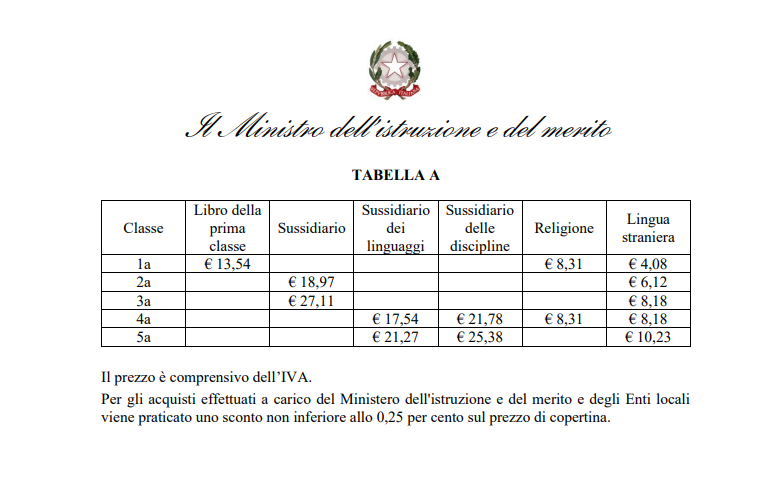 REPVBBLICA ITALIANA
Il Ministro dell'istruzione e del merito
TABELLA A
Classe Libro della prima classe Sussidiario Sussidiario dei linguaggi Sussidiario delle discipline Religione Lingua straniera
1a € 13,54 € 8,31 € 4,08
2a € 18,97 € 6,12
3a € 27,11 € 8,18
4a € 17,54 € 21,78 € 8,31 € 8,18
5a € 21,27 € 25,38 € 10,23
Il prezzo è comprensivo dell'IVA.
Per gli acquisti effettuati a carico del Ministero dell'istruzione e del merito e degli Enti locali
viene praticato uno sconto non inferiore allo 0,25 per cento sul prezzo di copertina.